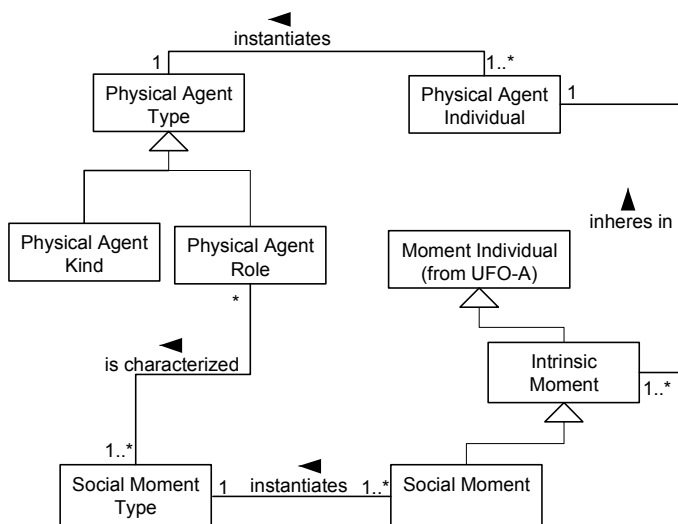 instantiates
1
1..*
Physical Agent
Type
Physical Agent
Individual
1
Physical Agent
Kind
Physical Agent
Role
inheres in
Moment Individual
(from UFO-A)
*
is characterized
Intrinsic
Moment
1..*
1..*
Social Moment
Type
1
instantiates
1..*
Social Moment